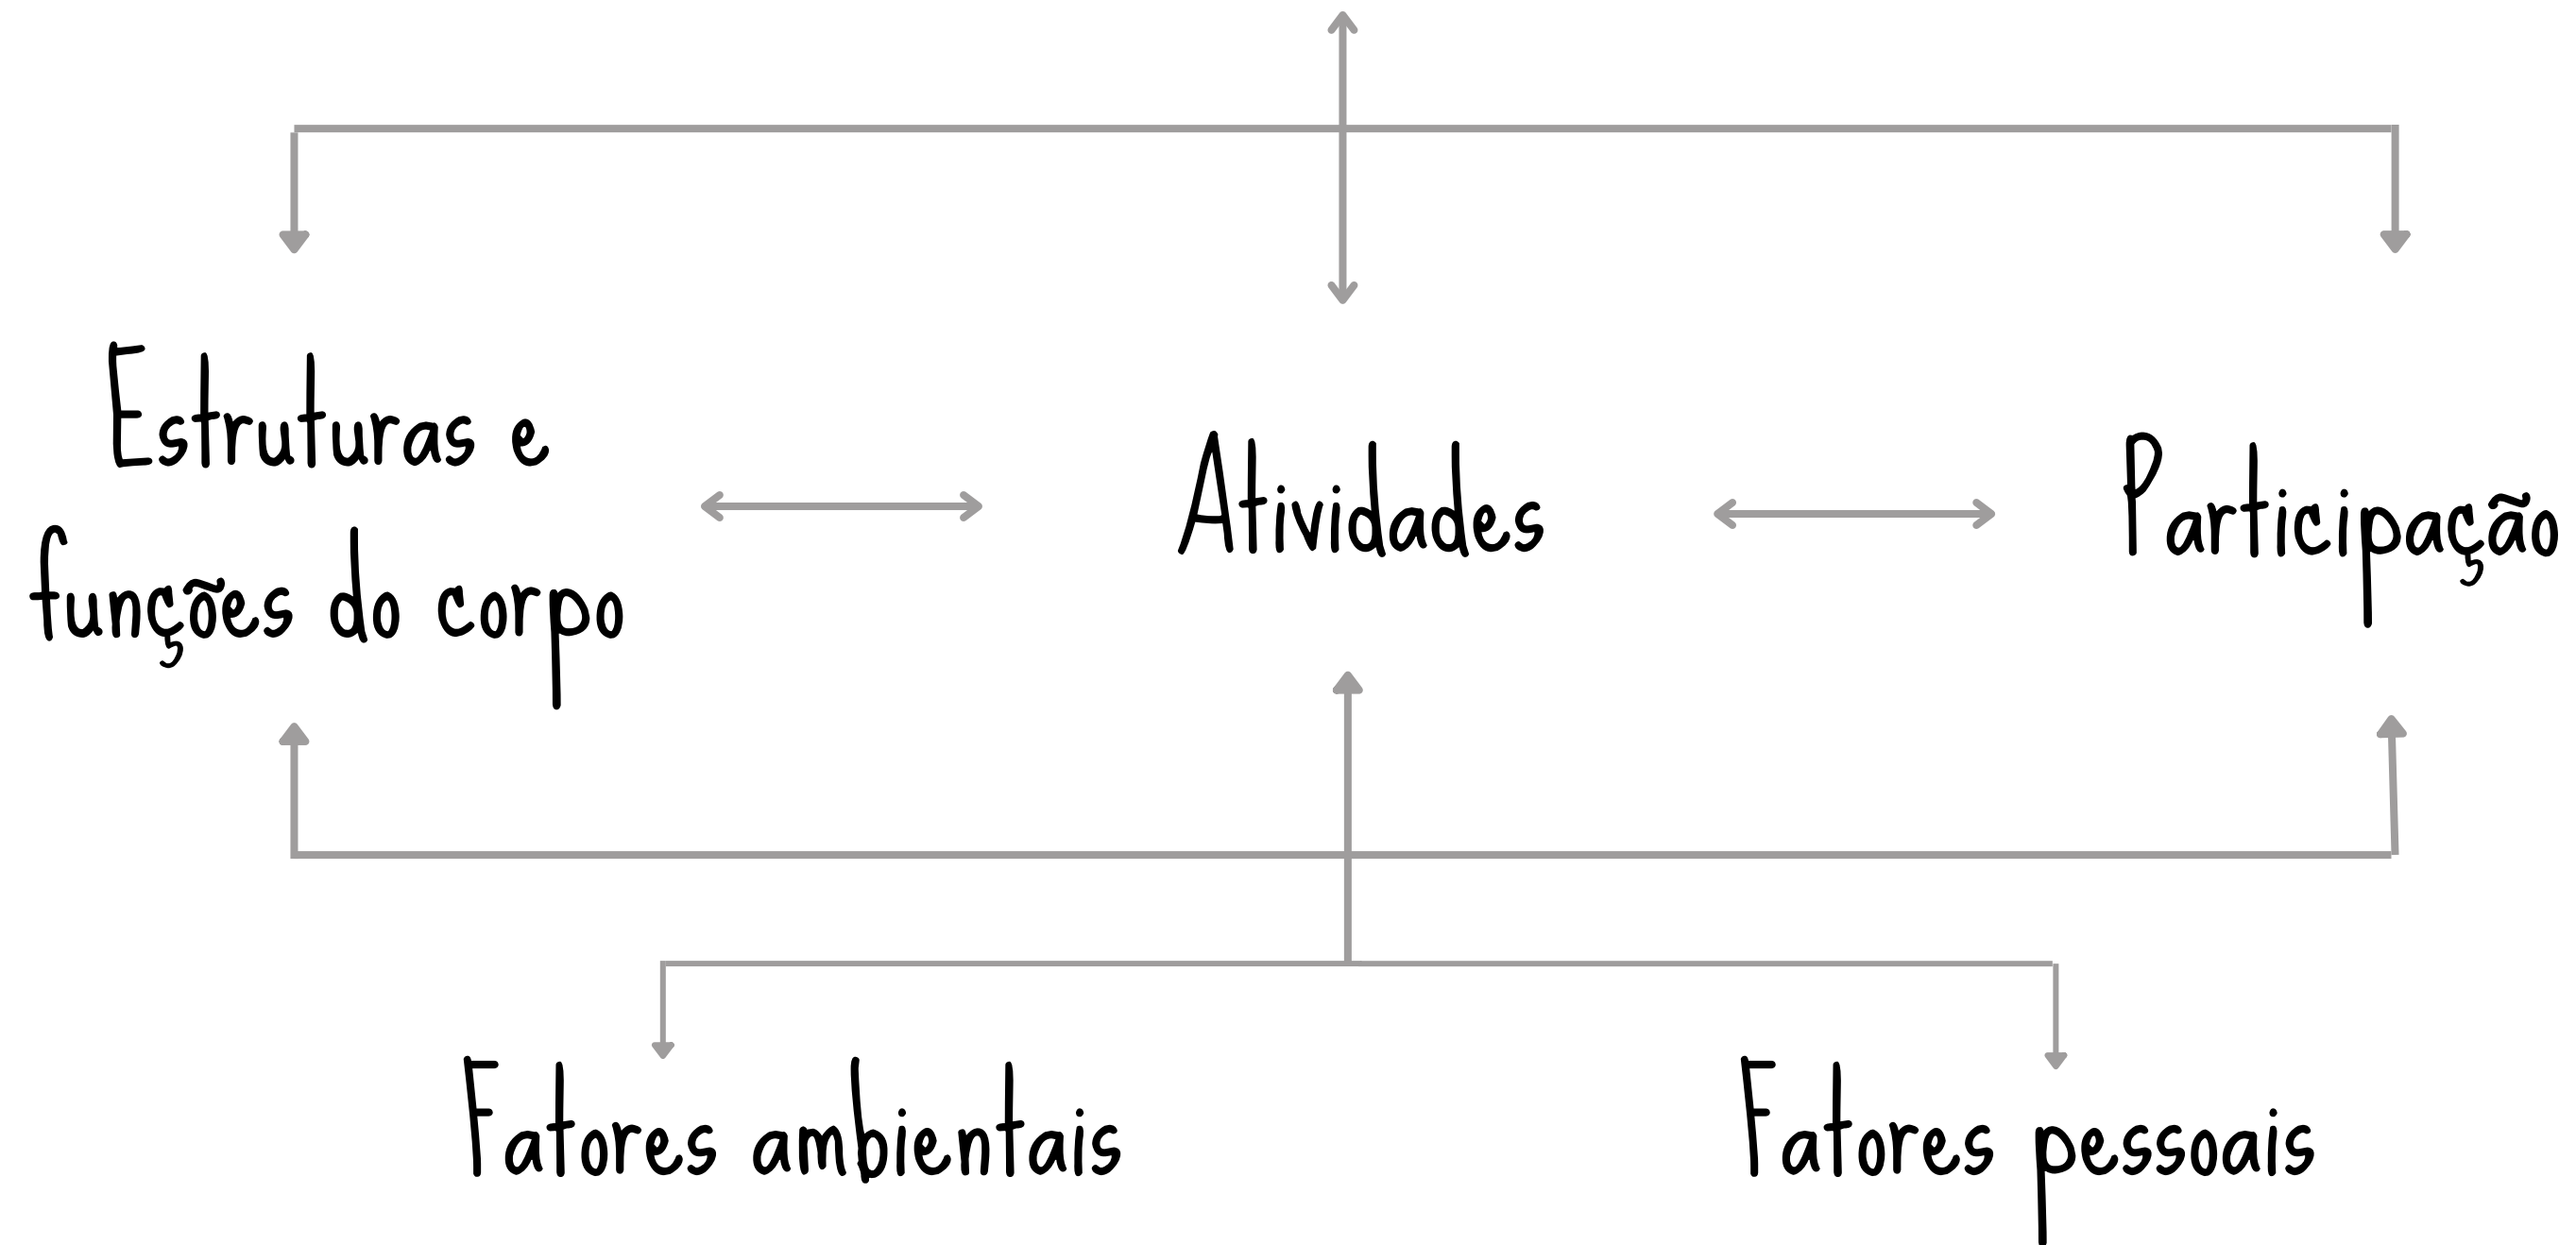 Estruturas e
funções do corpo
Atividades
Participação
Fatores ambientais
Fatores pessoais